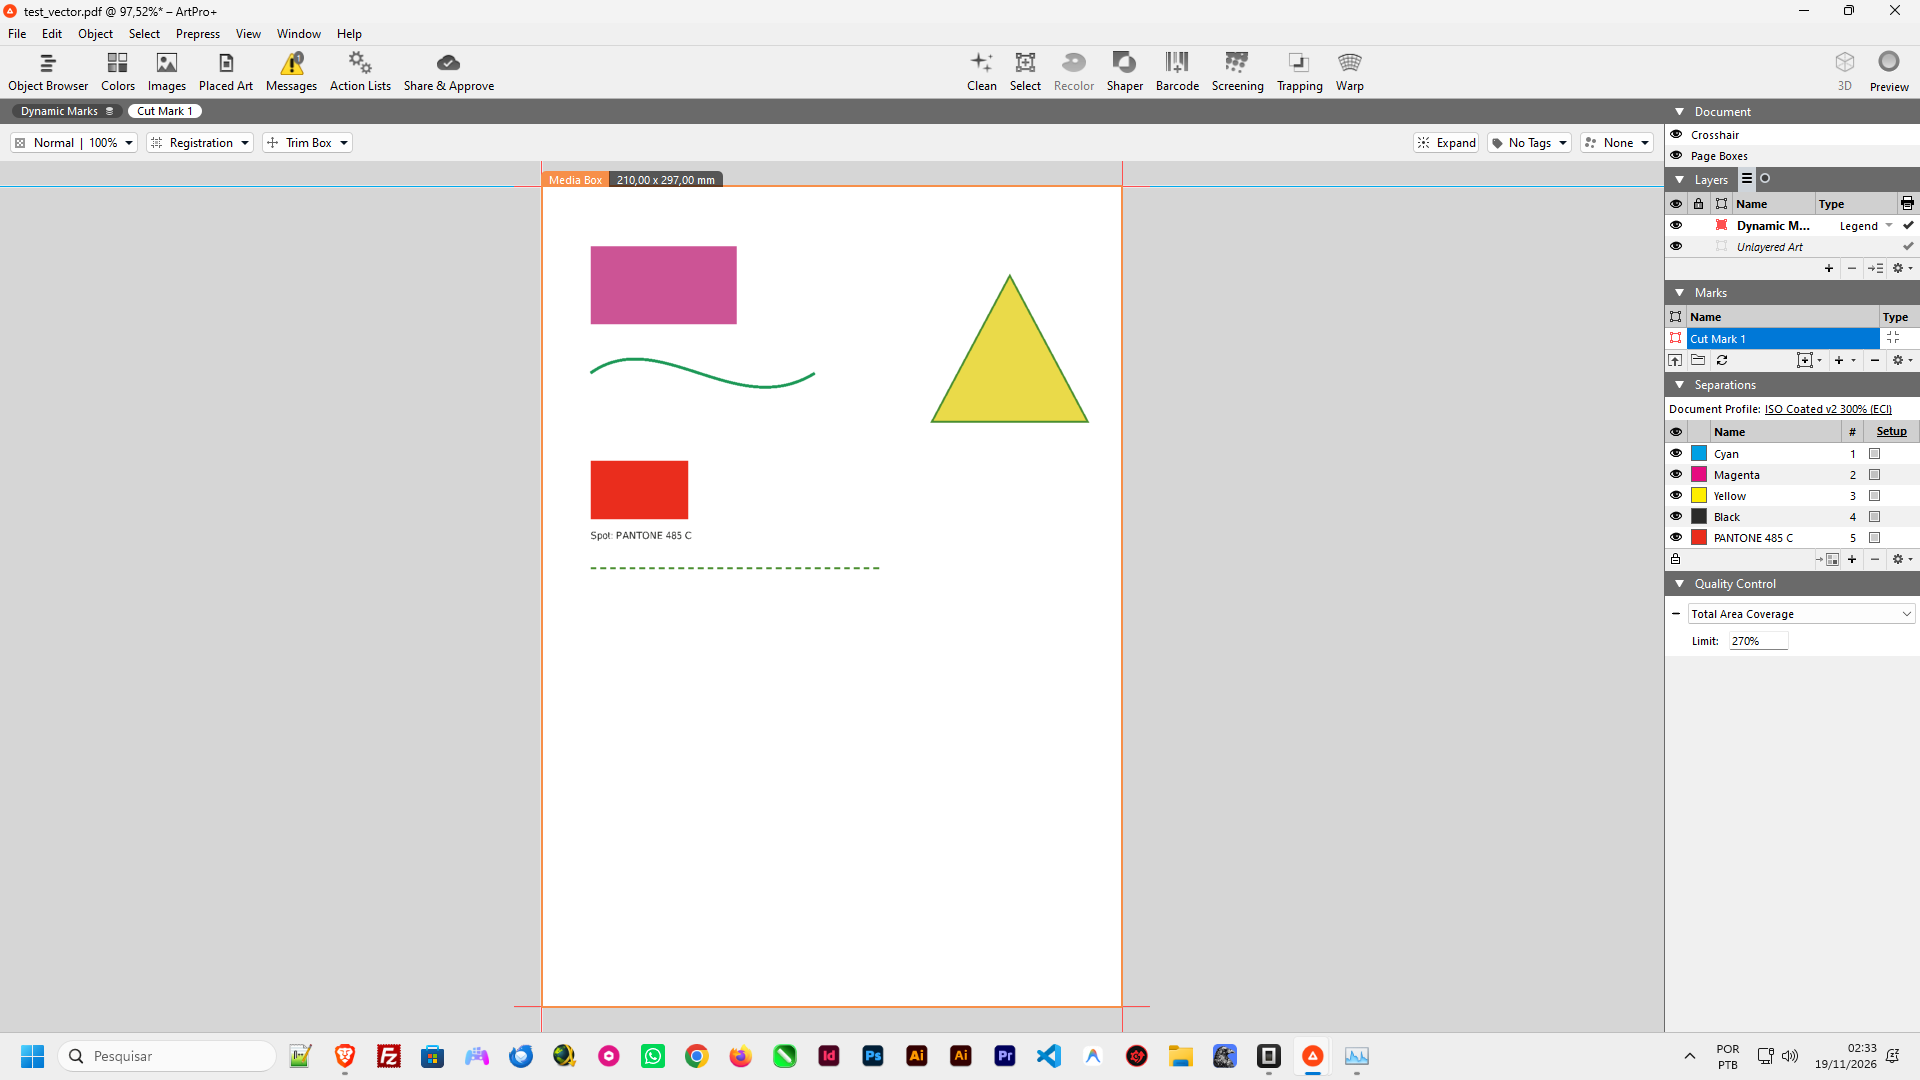 test_vector.pdf @ 97,52%* – ArtPro+
File Edit Object Select Prepress View Window Help
Object Browser Colors Images Placed Art Messages Action Lists Share & Approve Clean Select Recolor Shaper Barcode Screening Trapping Warp 3D Preview
Dynamic Marks Cut Mark 1
Normal | 100% Registration Trim Box Expand No Tags None
Media Box 210,00 x 297,00 mm
Spot: PANTONE 485 C
Document
Crosshair
Page Boxes
Layers
Name Type
Dynamic M... Legend
Unlayered Art
Marks
Name Type
Cut Mark 1
Separations
Document Profile: ISO Coated v2 300% (ECI)
Name # Setup
Cyan 1
Magenta 2
Yellow 3
Black 4
PANTONE 485 C 5
Quality Control
Total Area Coverage
Limit: 270%
Pesquisar
Id Ps Ai Ai Pr
POR
PTB
02:33
19/11/2026